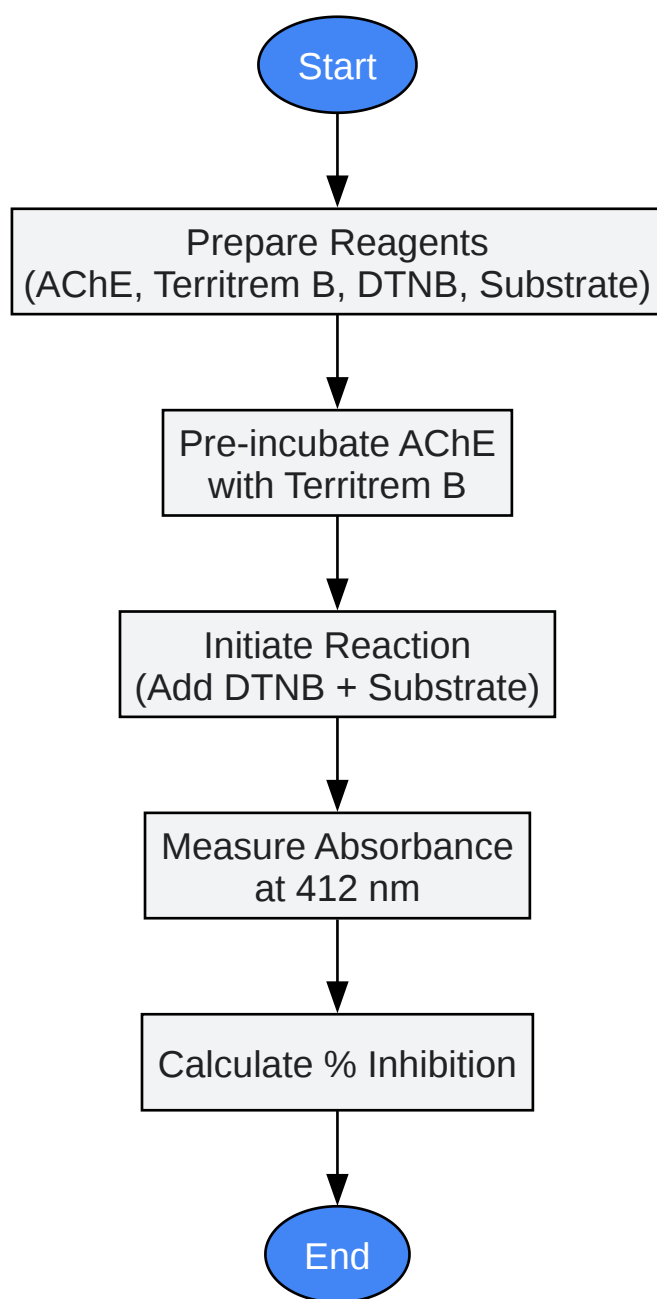 Start
Prepare Reagents
(AChE, Territrem B, DTNB, Substrate)
Pre-incubate AChE
with Territrem B
Initiate Reaction
(Add DTNB + Substrate)
Measure Absorbance
at 412 nm
Calculate % Inhibition
End